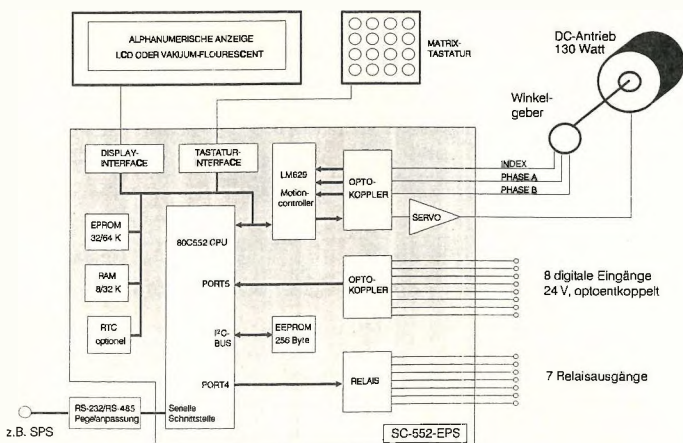 ALPHANUMERISCHE ANZEIGE
LCD ODER VAKUUM-FLOURESCENT
MATRIX-
TASTATUR
DC-Antrieb
130 Watt
Winkel-
geber
DISPLAY-
INTERFACE
TASTATUR-
INTERFACE
LM629
Motion-
controller
OPTO-
KOPPLER
INDEX
PHASE A
PHASE B
SERVO
EPROM
32/64 K
80C552 CPU
RAM
8/32 K
PORT5
OPTO-
KOPPLER
8 digitale Eingänge
24 V, optoentkoppelt
RTC
optionel
I²C-
BUS
EEPROM
256 Byte
PORT4
RELAIS
7 Relaisausgänge
RS-232/RS-485
Pegelanpassung
Serielle
Schnittstelle
z.B. SPS
SC-552-EPS